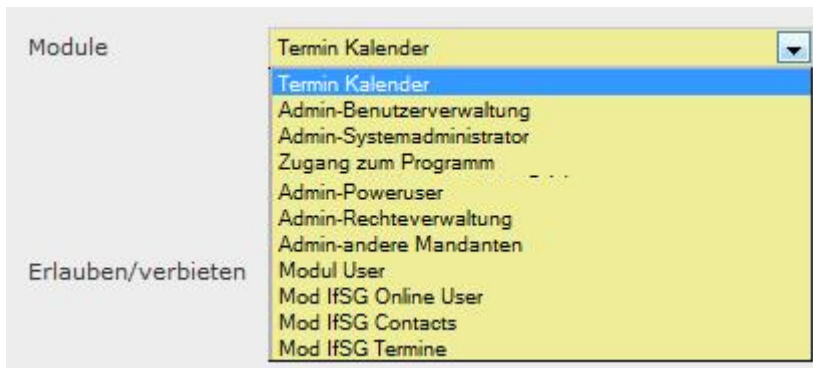 Module
Termin Kalender
Termin Kalender
Admin-Benutzerverwaltung
Admin-Systemadministrator
Zugang zum Programm
Admin-Poweruser
Admin-Rechteverwaltung
Admin-andere Mandanten
Erlauben/verbieten
Modul User
Mod IfSG Online User
Mod IfSG Contacts
Mod IfSG Termine